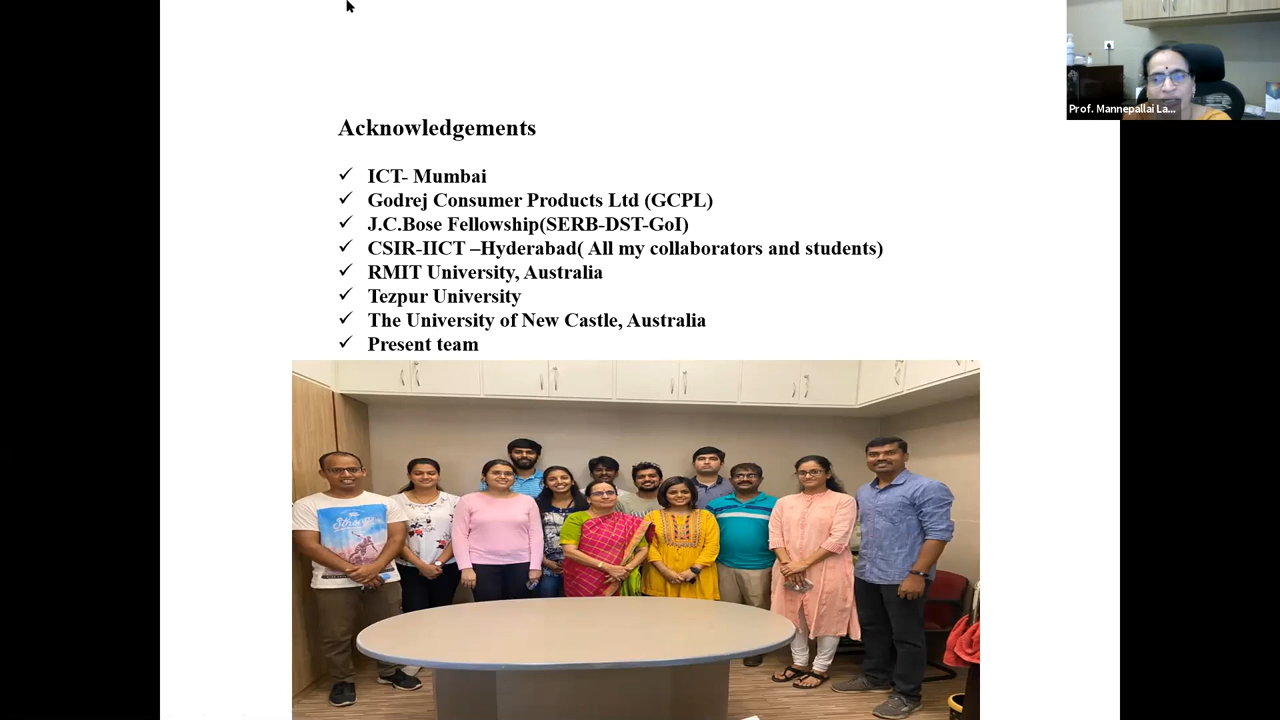 Prof. Mannepallai La...
Acknowledgements
✓ ICT- Mumbai
✓ Godrej Consumer Products Ltd (GCPL)
✓ J.C.Bose Fellowship(SERB-DST-GoI)
✓ CSIR-IICT –Hyderabad( All my collaborators and students)
✓ RMIT University, Australia
✓ Tezpur University
✓ The University of New Castle, Australia
✓ Present team